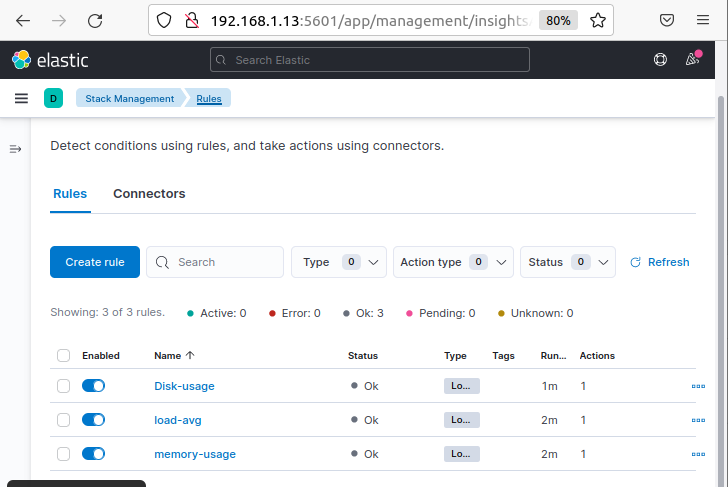 192.168.1.13:5601/app/management/insights 80%
elastic Search Elastic
D Stack Management Rules
Detect conditions using rules, and take actions using connectors.
Rules Connectors
Create rule Search Type 0 Action type 0 Status 0 Refresh
Showing: 3 of 3 rules. Active: 0 Error: 0 Ok: 3 Pending: 0 Unknown: 0
Enabled Name ↑ Status Type Tags Run... Actions
Disk-usage Ok Lo... 1m 1
load-avg Ok Lo... 2m 1
memory-usage Ok Lo... 2m 1